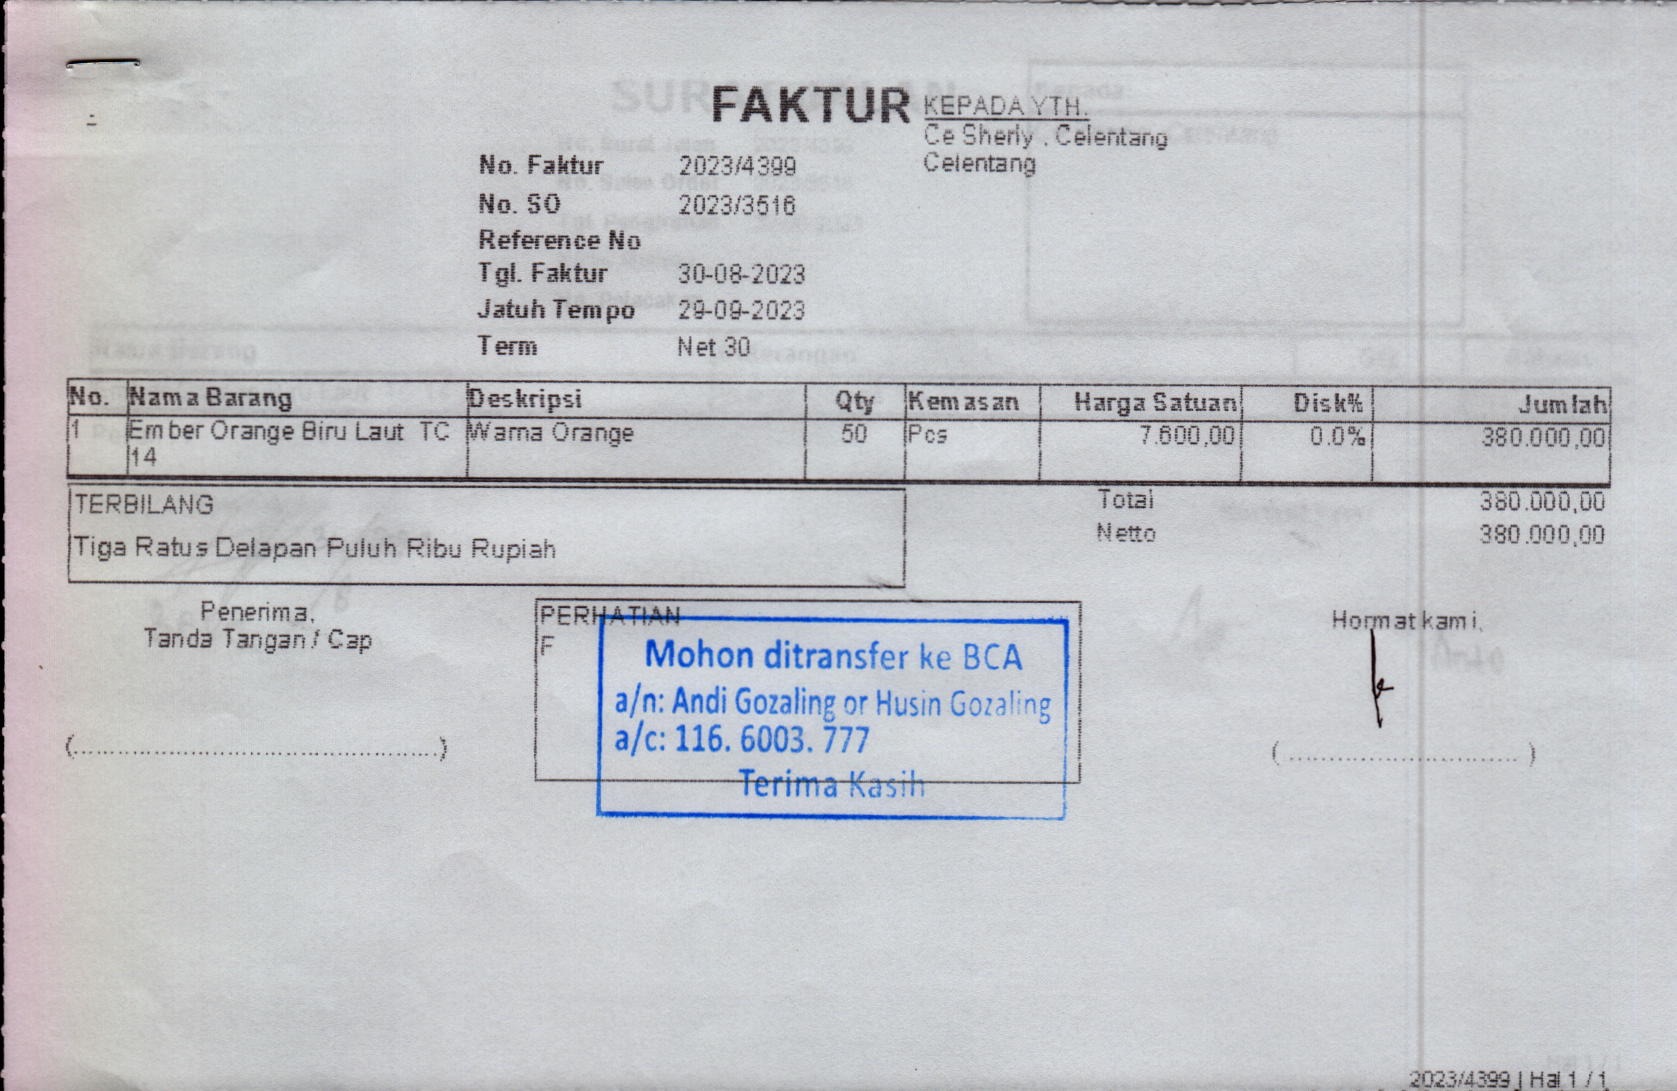 FAKTUR
KEPADA YTH.
Ce Sherly . Celentang
Celentang
No. Faktur 2023/4399
No. SO 2023/3516
Reference No
Tgl. Faktur 30-08-2023
Jatuh Tempo 29-09-2023
Term Net 30
No. Nama Barang Deskripsi Qty Kemasan Harga Satuan Disk% Jumlah
1 Ember Orange Biru Laut TC Warna Orange 50 Pcs 7.600,00 0.0% 380.000,00
14
TERBILANG
Tiga Ratus Delapan Puluh Ribu Rupiah
Total 380.000,00
Netto 380.000,00
Penerima,
Tanda Tangan / Cap
PERHATIAN
F
Mohon ditransfer ke BCA
a/n: Andi Gozaling or Husin Gozaling
a/c: 116. 6003. 777
Terima Kasih
Hormat kami,
(..................................................)
(................................)
2023/4399 | Hal 1 / 1